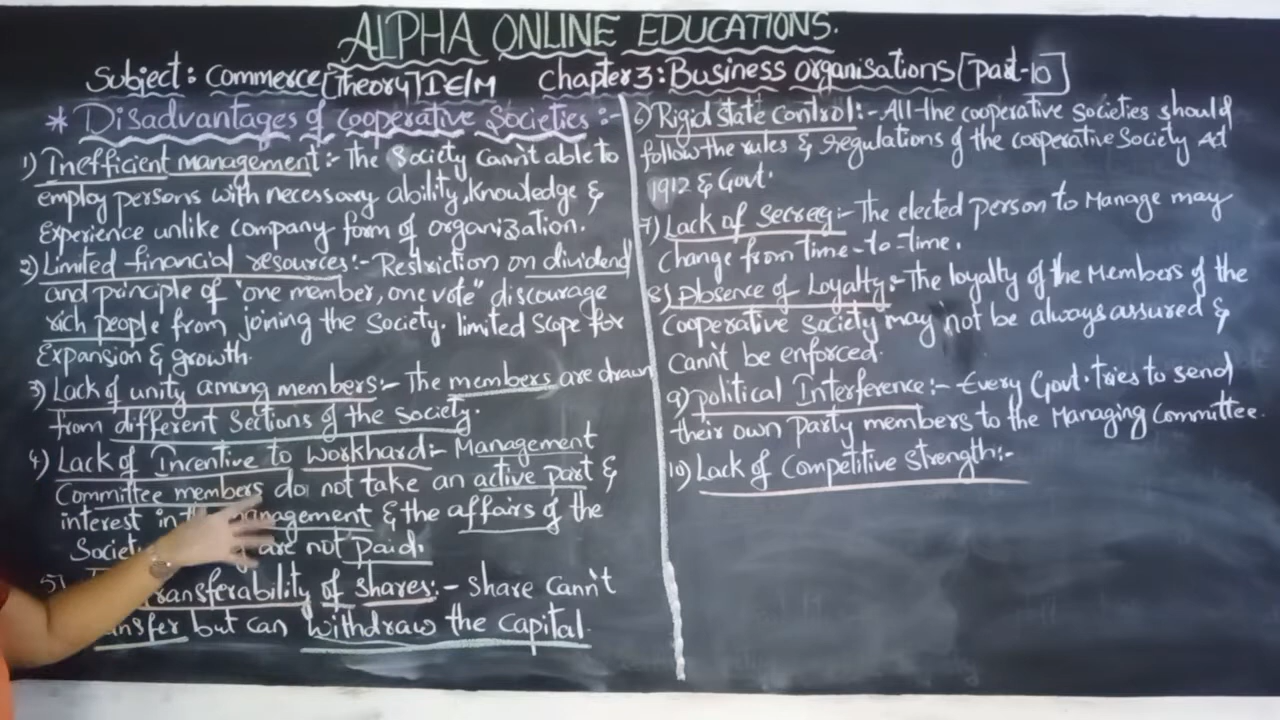 ALPHA ONLINE EDUCATIONS.
Subject: Commerce [Theory] I E/M Chapter 3: Business Organisations [Part-10]
* Disadvantages of Cooperative Societies :-
1) Inefficient management :- The Society cann't able to
employ persons with necessary ability, knowledge &
Experience unlike company form of organization.
2) Limited financial resources :- Restriction on dividend
and principle of "one member, one vote" discourage
rich people from joining the Society. limited scope for
Expansion & growth.
3) Lack of unity among members :- The members are drawn
from different sections of the society.
4) Lack of Incentive to workhard :- Management
Committee members do not take an active part &
interest in the management & the affairs of the
are not paid.
5) of shares :- share cann't
but can withdraw the capital.
6) Rigid state control :- All the cooperative Societies should
follow the rules & regulations of the cooperative Society Act
1912 & Govt.
7) Lack of Secrecy :- The elected person to Manage may
change from time-to-time.
8) Absence of Loyalty :- The loyalty of the Members of the
Cooperative Society may not be always assured &
cann't be enforced.
9) political Interference :- Every Govt. tries to send
their own Party members to the Managing Committee.
10) Lack of Competitive Strength :-